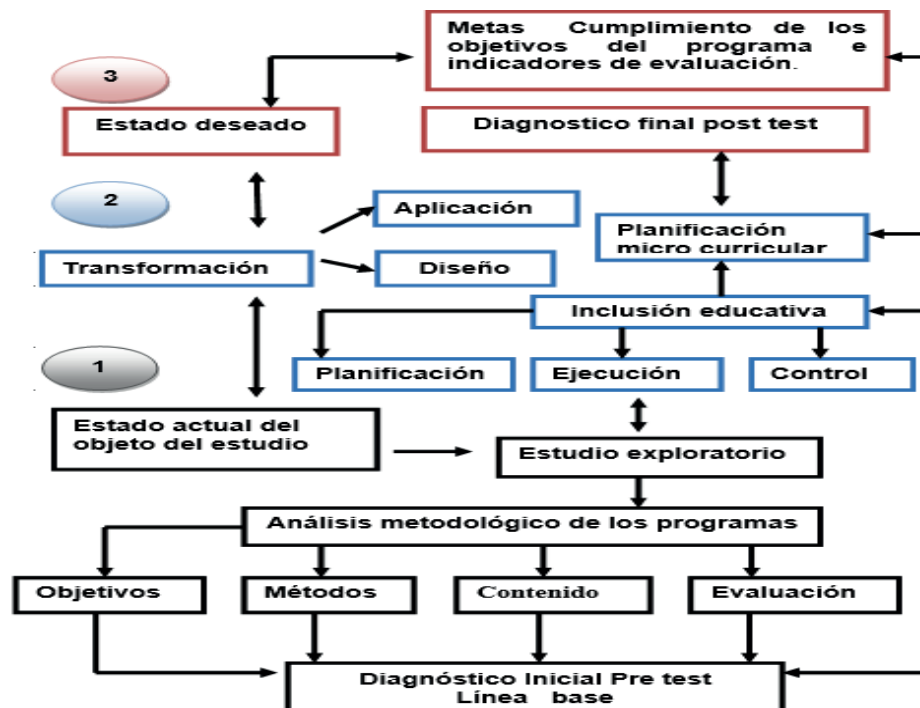 Metas Cumplimiento de los
objetivos del programa e
indicadores de evaluación.
3
Estado deseado
Diagnostico final post test
2
Aplicación
Planificación
micro curricular
Transformación
Diseño
Inclusión educativa
1
Planificación
Ejecución
Control
Estado actual del
objeto del estudio
Estudio exploratorio
Análisis metodológico de los programas
Objetivos
Métodos
Contenido
Evaluación
Diagnóstico Inicial Pre test
Línea base